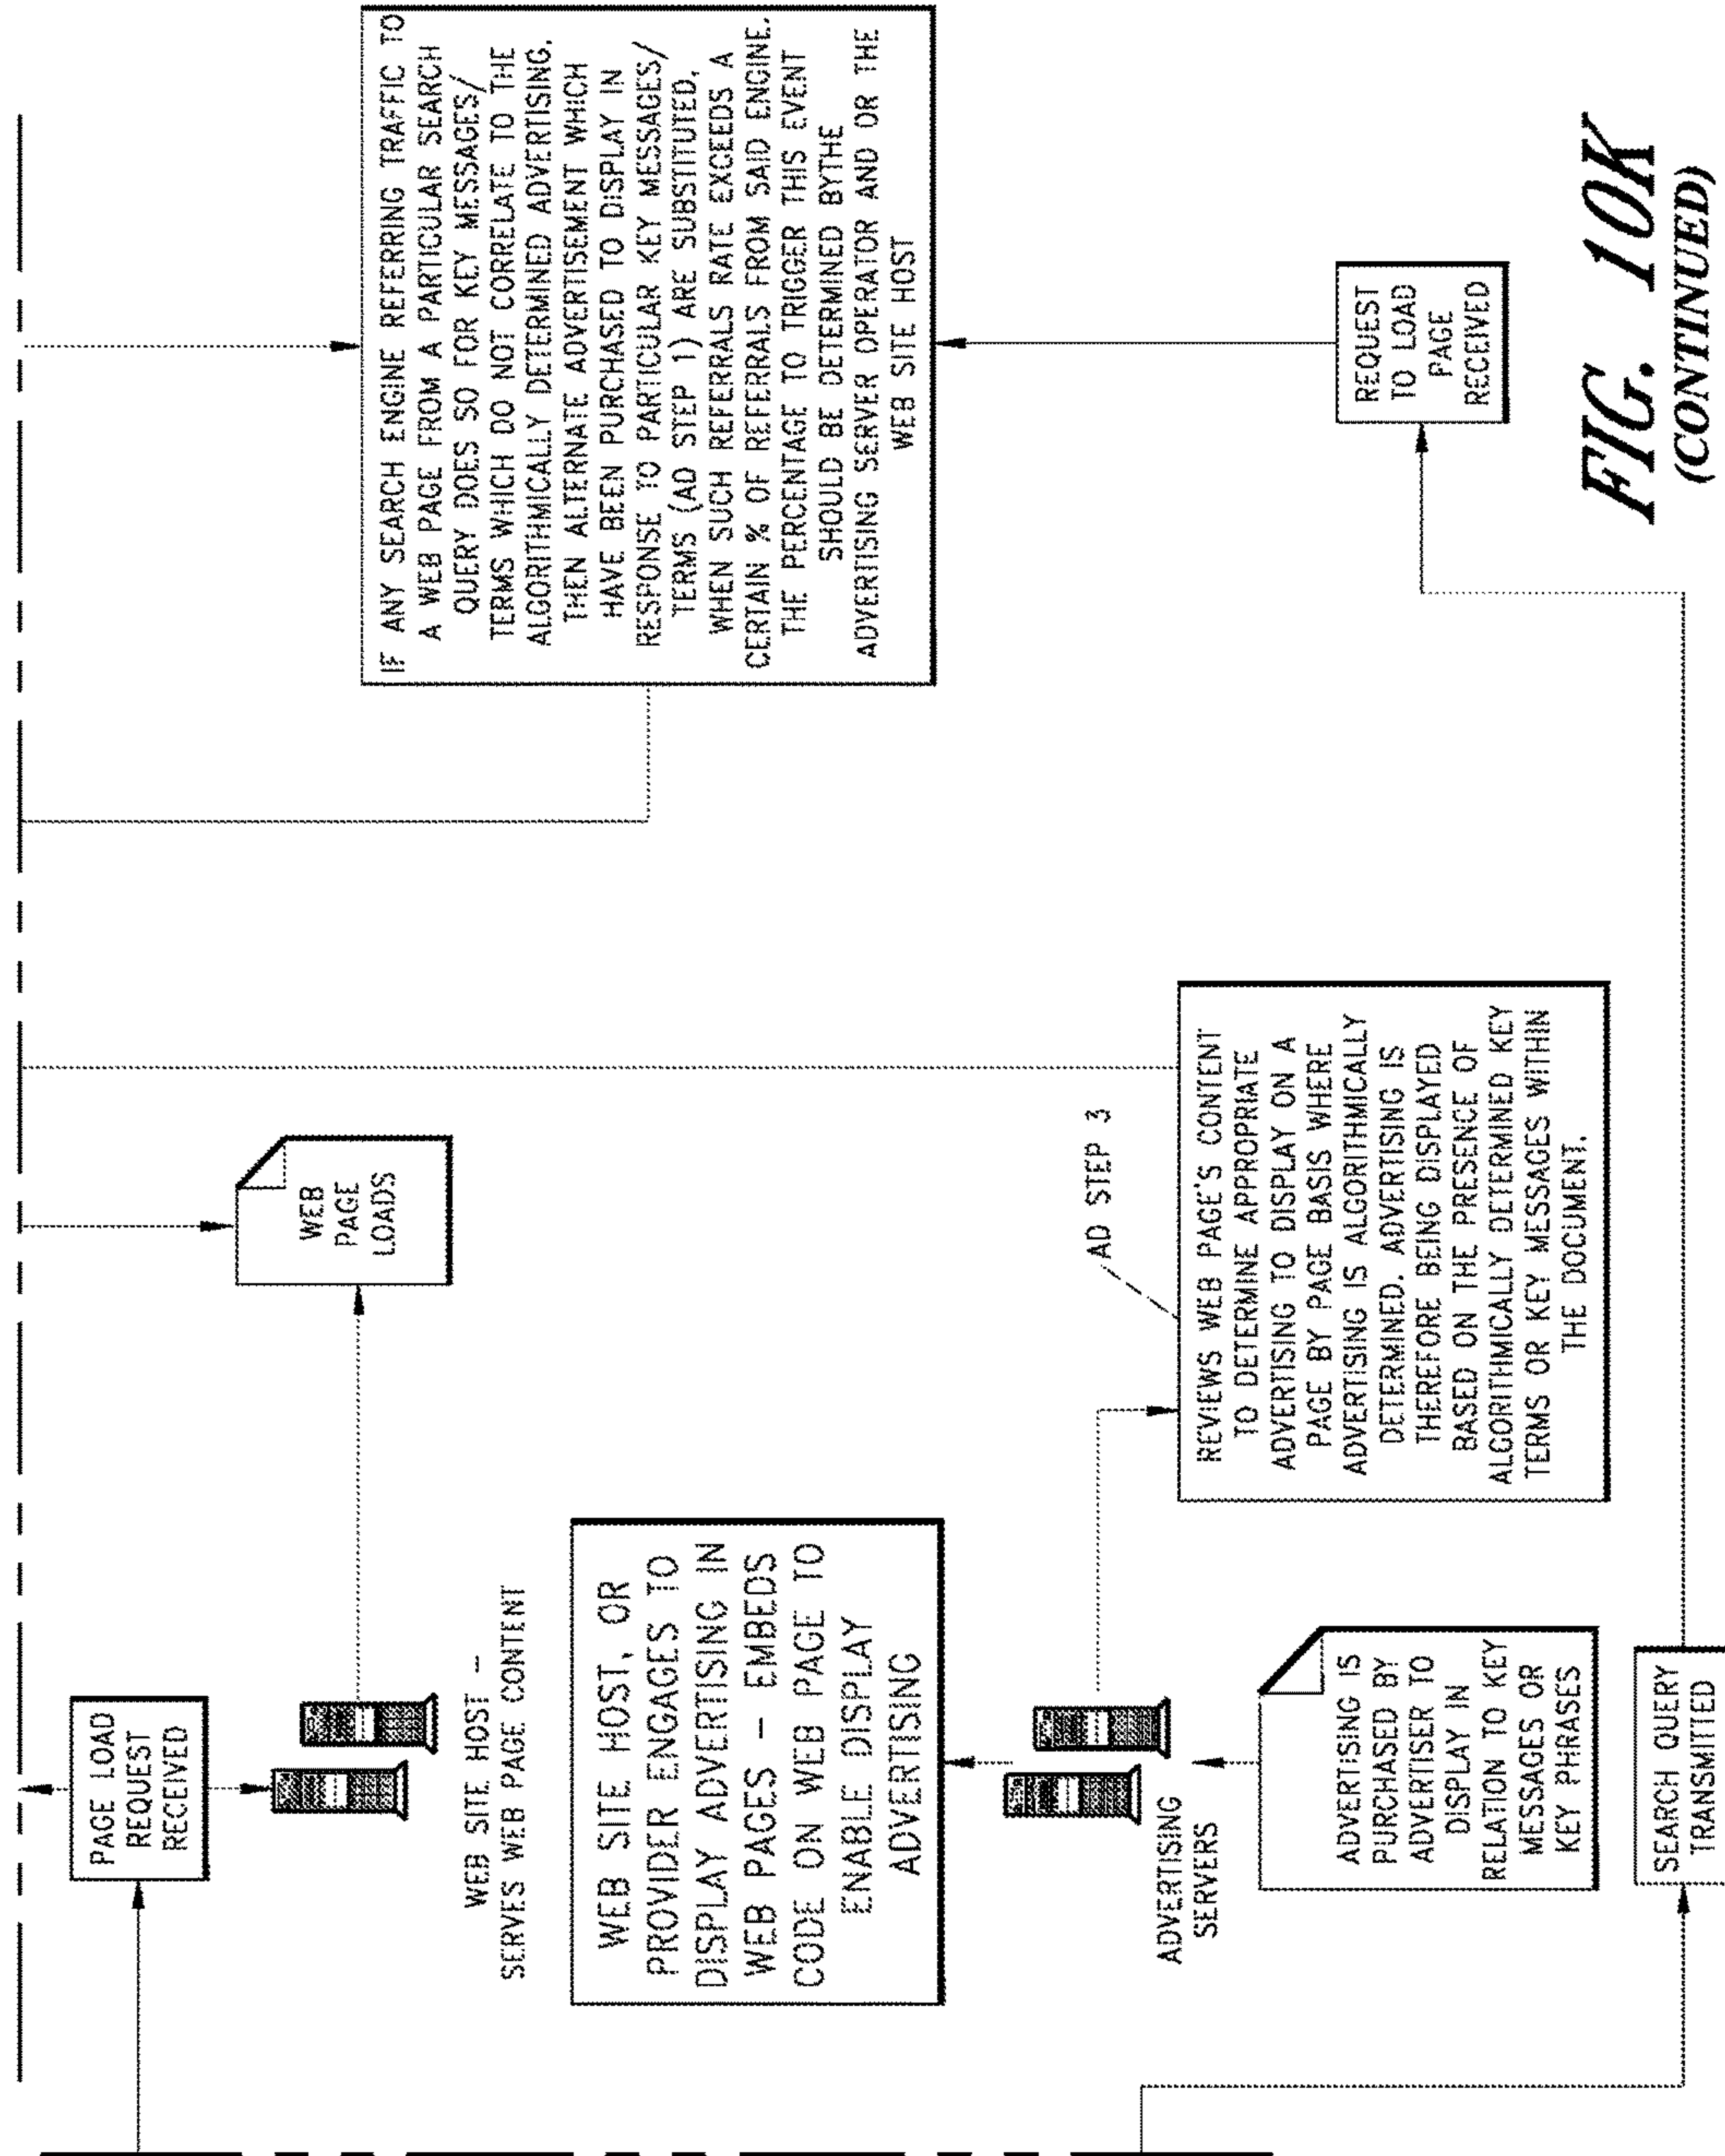 PAGE LOAD
REQUEST
RECEIVED
WEB SITE HOST –
SERVES WEB PAGE CONTENT
WEB
PAGE
LOADS
WEB SITE HOST, OR
PROVIDER ENGAGES TO
DISPLAY ADVERTISING IN
WEB PAGES – EMBEDS
CODE ON WEB PAGE TO
ENABLE DISPLAY
ADVERTISING
ADVERTISING
SERVERS
ADVERTISING IS
PURCHASED BY
ADVERTISER TO
DISPLAY IN
RELATION TO KEY
MESSAGES OR
KEY PHRASES
SEARCH QUERY
TRANSMITTED
AD STEP 3
REVIEWS WEB PAGE'S CONTENT
TO DETERMINE APPROPRIATE
ADVERTISING TO DISPLAY ON A
PAGE BY PAGE BASIS WHERE
ADVERTISING IS ALGORITHMICALLY
DETERMINED. ADVERTISING IS
THEREFORE BEING DISPLAYED
BASED ON THE PRESENCE OF
ALGORITHMICALLY DETERMINED KEY
TERMS OR KEY MESSAGES WITHIN
THE DOCUMENT.
IF ANY SEARCH ENGINE REFERRING TRAFFIC TO
A WEB PAGE FROM A PARTICULAR SEARCH
QUERY DOES SO FOR KEY MESSAGES/
TERMS WHICH DO NOT CORRELATE TO THE
ALGORITHMICALLY DETERMINED ADVERTISING,
THEN ALTERNATE ADVERTISEMENT WHICH
HAVE BEEN PURCHASED TO DISPLAY IN
RESPONSE TO PARTICULAR KEY MESSAGES/
TERMS (AD STEP 1) ARE SUBSTITUTED,
WHEN SUCH REFERRALS RATE EXCEEDS A
CERTAIN % OF REFERRALS FROM SAID ENGINE.
THE PERCENTAGE TO TRIGGER THIS EVENT
SHOULD BE DETERMINED BYTHE
ADVERTISING SERVER OPERATOR AND OR THE
WEB SITE HOST
REQUEST
TO LOAD
PAGE
RECEIVED
FIG. 10K
(CONTINUED)